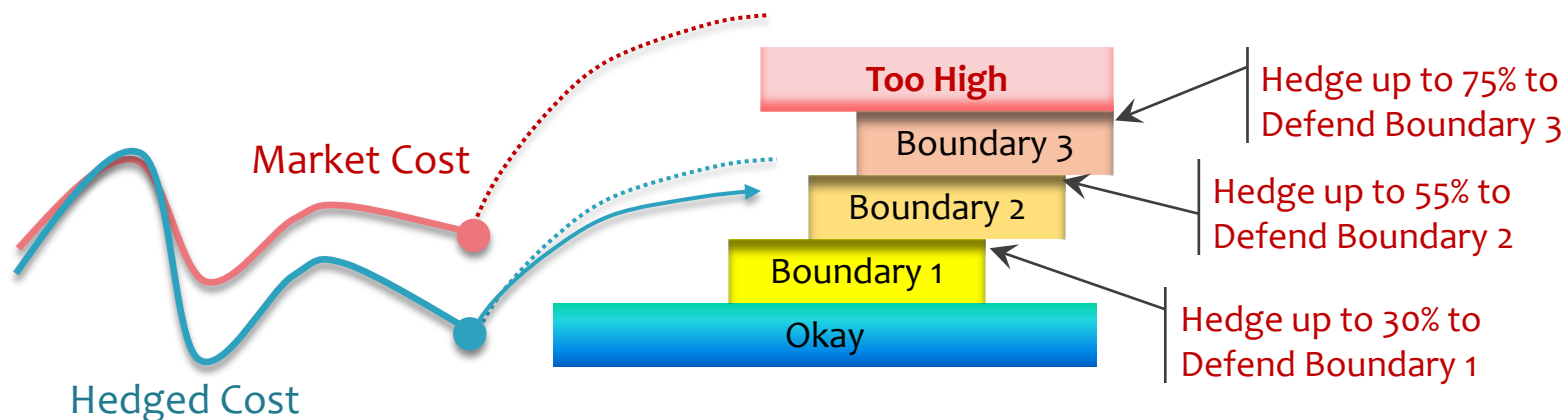 Market Cost
Hedged Cost
Too High
Boundary 3
Boundary 2
Boundary 1
Okay
Hedge up to 75% to
Defend Boundary 3
Hedge up to 55% to
Defend Boundary 2
Hedge up to 30% to
Defend Boundary 1